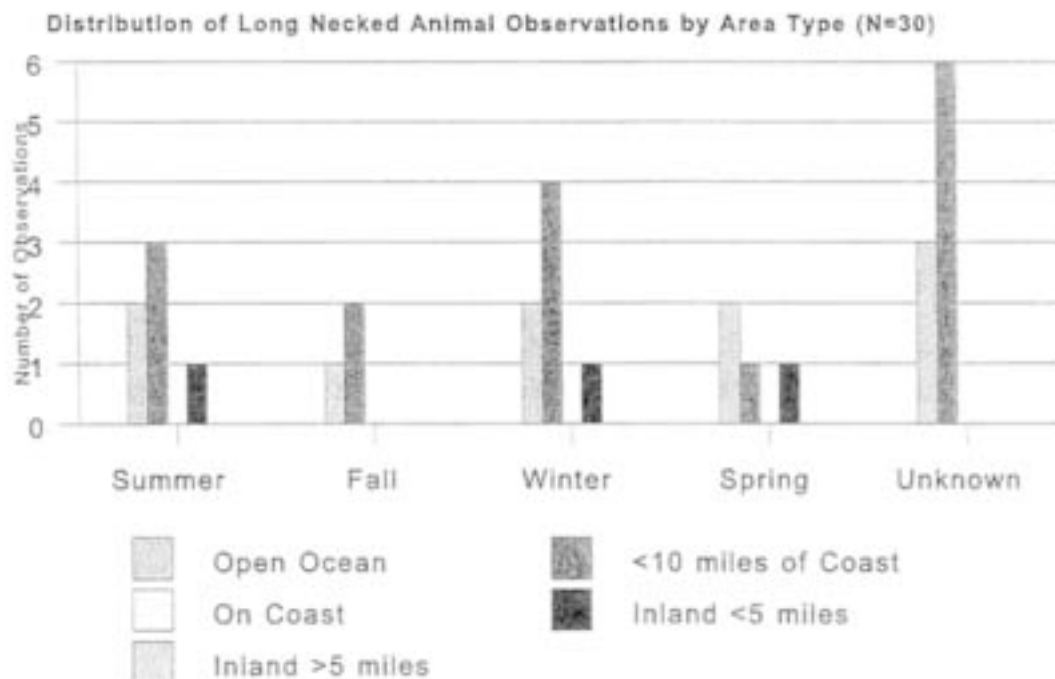 Distribution of Long Necked Animal Observations by Area Type (N=30)
Number of Observations
6
5
4
3
2
1
0
Summer Fall Winter Spring Unknown
Open Ocean <10 miles of Coast
On Coast Inland <5 miles
Inland >5 miles